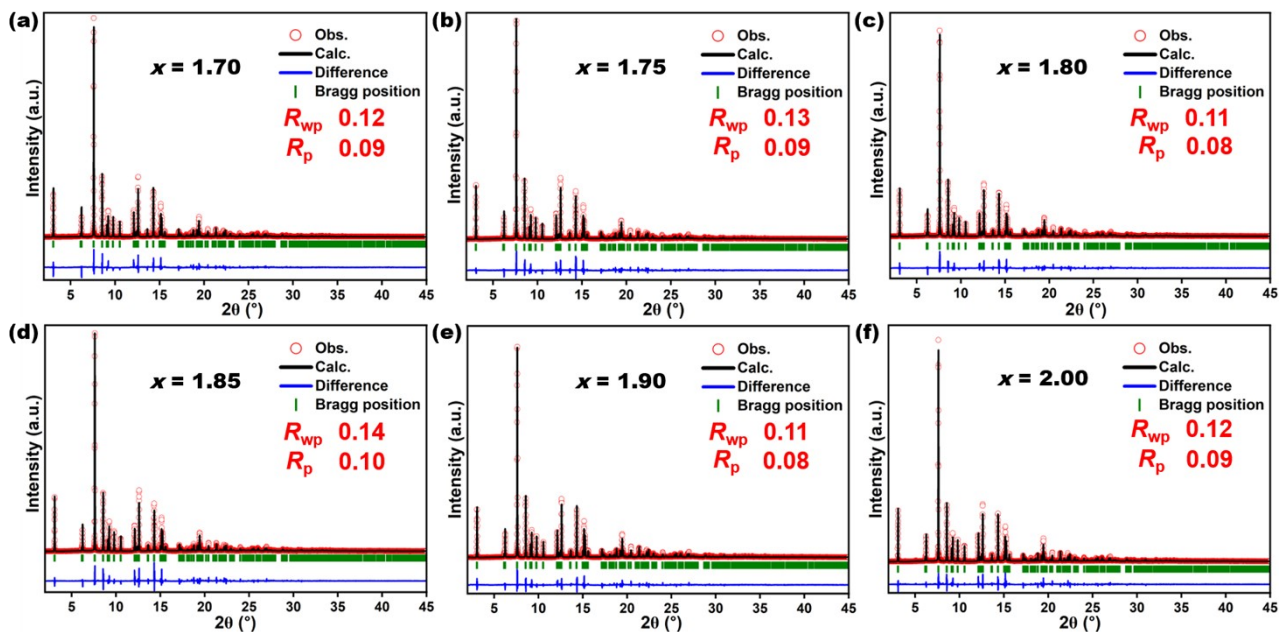 (a)
x = 1.70
Obs.
Calc.
Difference
Bragg position
Rwp 0.12
Rp 0.09
Intensity (a.u.)
5 10 15 20 25 30 35 40 45
2θ (°)
(b)
x = 1.75
Obs.
Calc.
Difference
Bragg position
Rwp 0.13
Rp 0.09
Intensity (a.u.)
5 10 15 20 25 30 35 40 45
2θ (°)
(c)
x = 1.80
Obs.
Calc.
Difference
Bragg position
Rwp 0.11
Rp 0.08
Intensity (a.u.)
5 10 15 20 25 30 35 40 45
2θ (°)
(d)
x = 1.85
Obs.
Calc.
Difference
Bragg position
Rwp 0.14
Rp 0.10
Intensity (a.u.)
5 10 15 20 25 30 35 40 45
2θ (°)
(e)
x = 1.90
Obs.
Calc.
Difference
Bragg position
Rwp 0.11
Rp 0.08
Intensity (a.u.)
5 10 15 20 25 30 35 40 45
2θ (°)
(f)
x = 2.00
Obs.
Calc.
Difference
Bragg position
Rwp 0.12
Rp 0.09
Intensity (a.u.)
5 10 15 20 25 30 35 40 45
2θ (°)